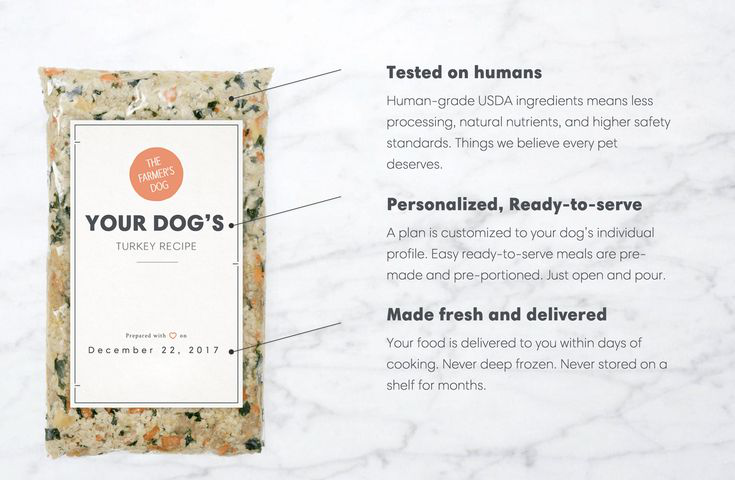 THE
FARMER'S
DOG
YOUR DOG'S
TURKEY RECIPE
Prepared with ♡ on
December 22, 2017
Tested on humans
Human-grade USDA ingredients means less
processing, natural nutrients, and higher safety
standards. Things we believe every pet
deserves.
Personalized, Ready-to-serve
A plan is customized to your dog's individual
profile. Easy ready-to-serve meals are pre-
made and pre-portioned. Just open and pour.
Made fresh and delivered
Your food is delivered to you within days of
cooking. Never deep frozen. Never stored on a
shelf for months.